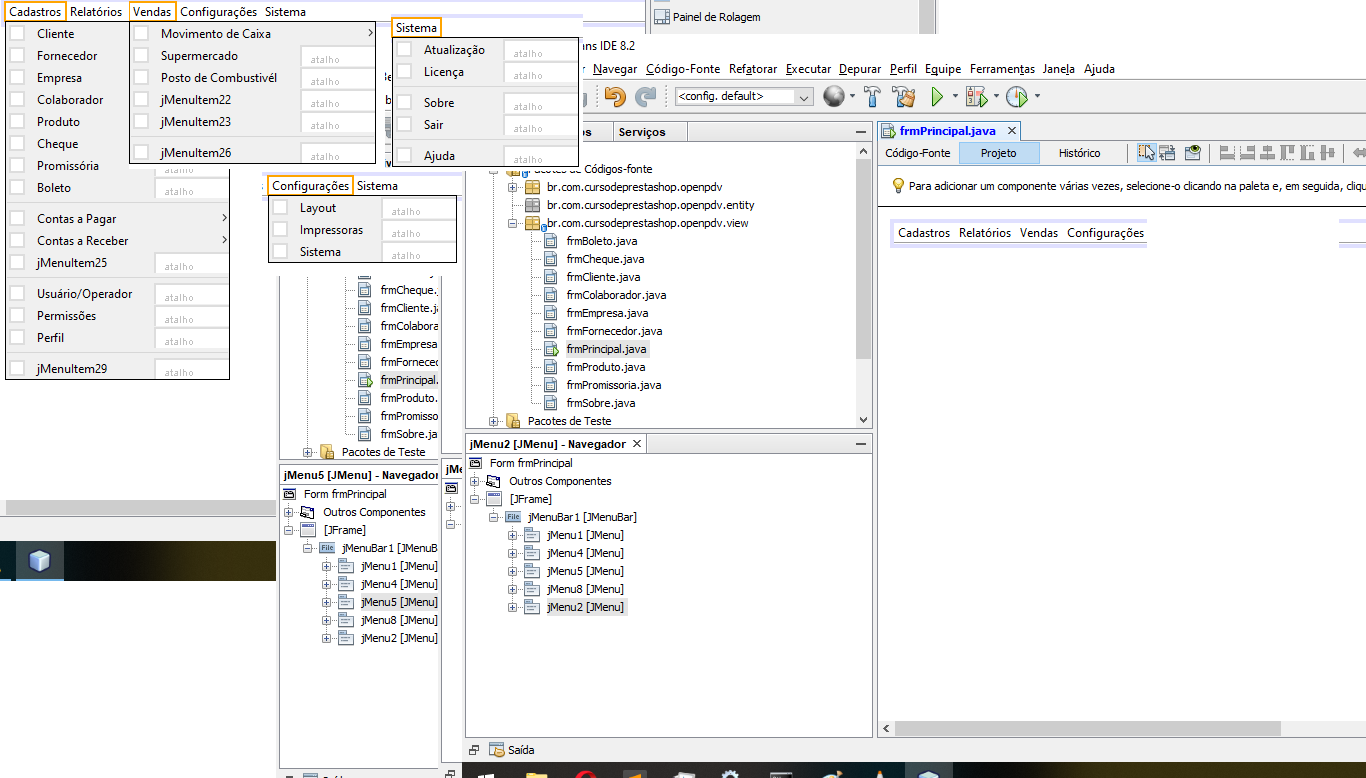 Cadastros Relatórios Vendas Configurações Sistema
Cliente
Fornecedor
Empresa
Colaborador
Produto
Cheque
Promissória
Boleto
atalho
atalho
Contas a Pagar
Contas a Receber
jMenuItem25 atalho
Usuário/Operador atalho
Permissões atalho
Perfil atalho
jMenuItem29 atalho
Movimento de Caixa
Supermercado atalho
Posto de Combustivél atalho
jMenuItem22 atalho
jMenuItem23 atalho
jMenuItem26 atalho
Sistema
Atualização atalho
Licença atalho
Sobre atalho
Sair atalho
Ajuda atalho
Configurações Sistema
Layout atalho
Impressoras atalho
Sistema atalho
Painel de Rolagem
ns IDE 8.2
Navegar Código-Fonte Refatorar Executar Depurar Perfil Equipe Ferramentas Janela Ajuda
<config. default>
os Serviços
Pacotes de Códigos-fonte
br.com.cursodeprestashop.openpdv
br.com.cursodeprestashop.openpdv.entity
br.com.cursodeprestashop.openpdv.view
frmBoleto.java
frmCheque.java
frmCliente.java
frmColaborador.java
frmEmpresa.java
frmFornecedor.java
frmPrincipal.java
frmProduto.java
frmPromissoria.java
frmSobre.java
Pacotes de Teste
jMenu2 [JMenu] - Navegador
Form frmPrincipal
Outros Componentes
[JFrame]
jMenuBar1 [JMenuBar]
jMenu1 [JMenu]
jMenu4 [JMenu]
jMenu5 [JMenu]
jMenu8 [JMenu]
jMenu2 [JMenu]
Saída
frmCheque.
frmCliente.j
frmColabora
frmEmpresa
frmFornece
frmPrincipal.
frmProduto.
frmPromisso
frmSobre.ja
Pacotes de Teste
jMenu5 [JMenu] - Navegador
Form frmPrincipal
Outros Componentes
[JFrame]
jMenuBar1 [JMenuB
jMenu1 [JMenu]
jMenu4 [JMenu]
jMenu5 [JMenu]
jMenu8 [JMenu]
jMenu2 [JMenu]
jMe
frmPrincipal.java
Código-Fonte Projeto Histórico
Para adicionar um componente várias vezes, selecione-o clicando na paleta e, em seguida, cliqu
Cadastros Relatórios Vendas Configurações